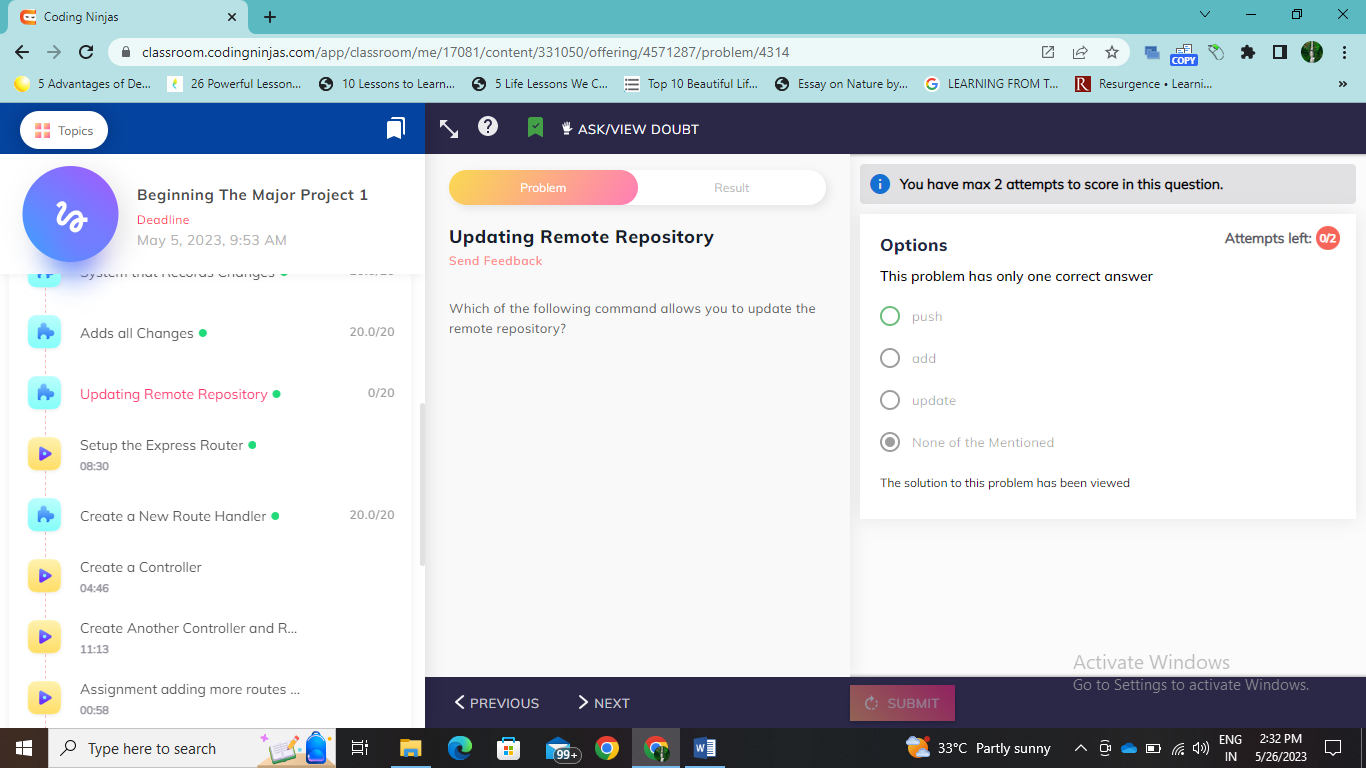 Coding Ninjas
classroom.codingninjas.com/app/classroom/me/17081/content/331050/offering/4571287/problem/4314
COPY
5 Advantages of De...
26 Powerful Lesson...
10 Lessons to Learn...
5 Life Lessons We C...
Top 10 Beautiful Lif...
Essay on Nature by...
LEARNING FROM T...
Resurgence • Learni...
»
Topics
ASK/VIEW DOUBT
Beginning The Major Project 1
Deadline
May 5, 2023, 9:53 AM
System that Records Changes
Adds all Changes
20.0/20
Updating Remote Repository
0/20
Setup the Express Router
08:30
Create a New Route Handler
20.0/20
Create a Controller
04:46
Create Another Controller and R...
11:13
Assignment adding more routes ...
00:58
Problem
Result
Updating Remote Repository
Send Feedback
Which of the following command allows you to update the
remote repository?
You have max 2 attempts to score in this question.
Options
Attempts left: 0/2
This problem has only one correct answer
push
add
update
None of the Mentioned
The solution to this problem has been viewed
Activate Windows
Go to Settings to activate Windows.
PREVIOUS
NEXT
SUBMIT
Type here to search
99+
33°C Partly sunny
ENG
IN
2:32 PM
5/26/2023